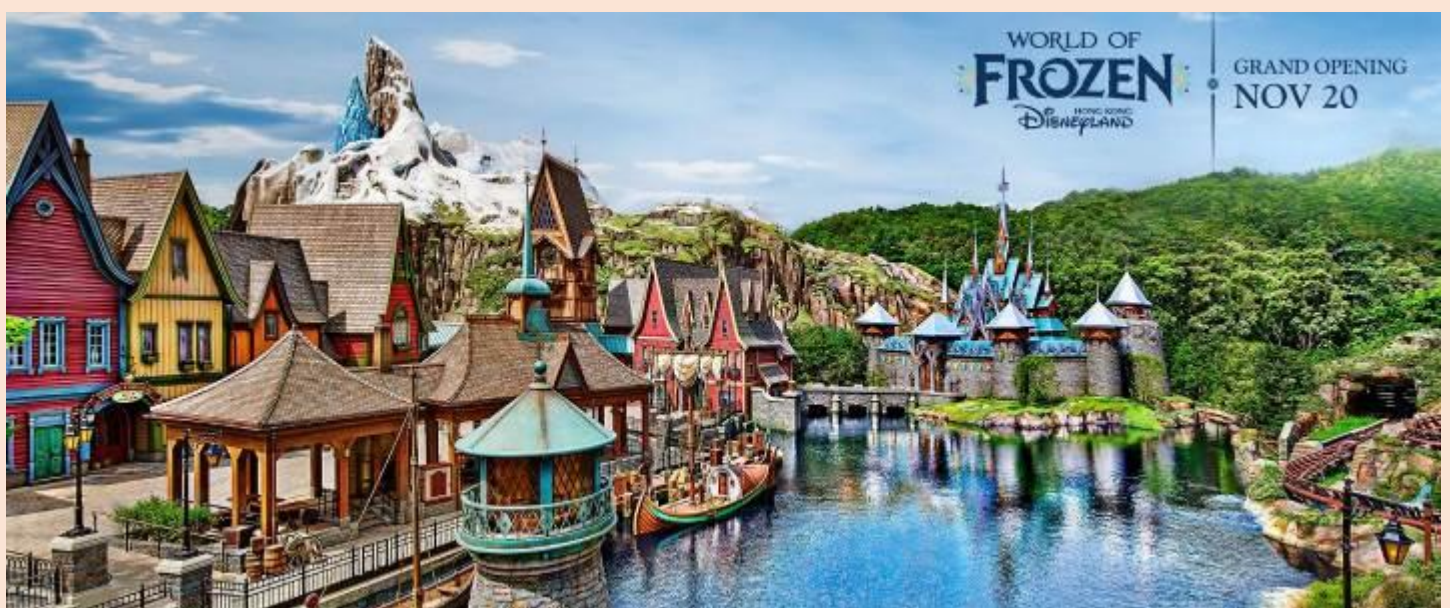 WORLD OF
FROZEN
HONG KONG
DISNEYLAND
GRAND OPENING
NOV 20